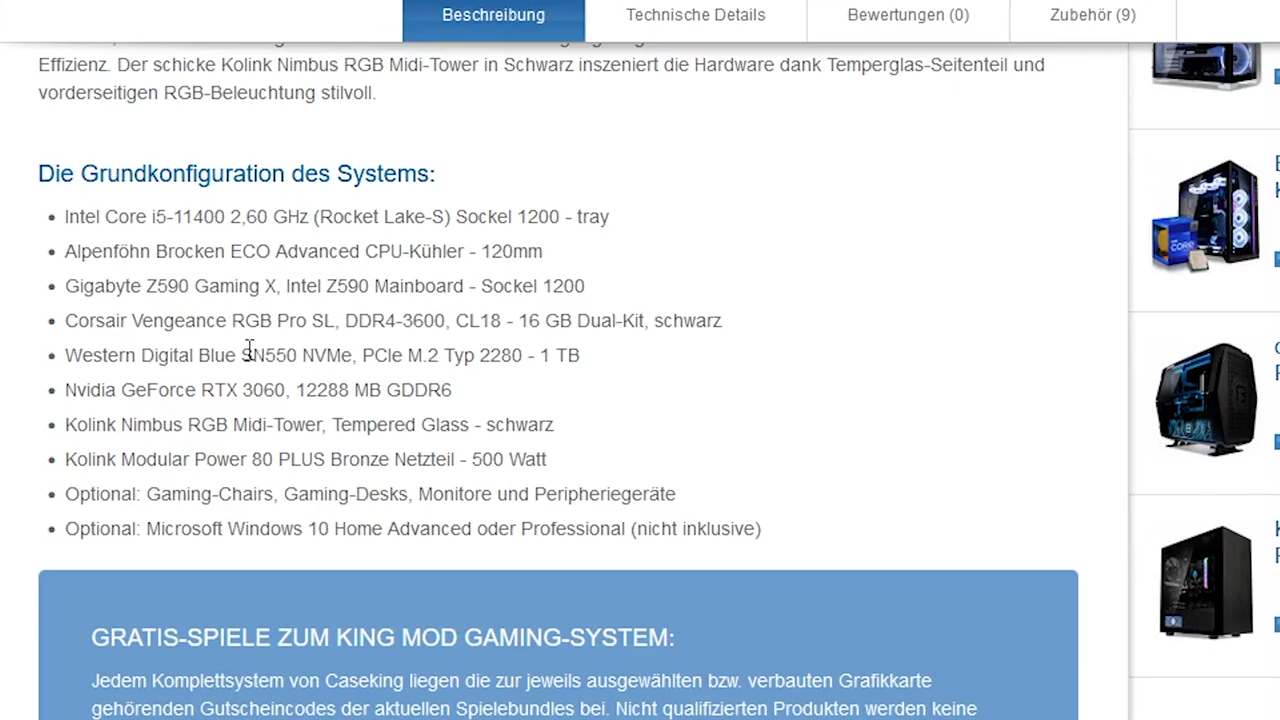 Beschreibung
Technische Details
Bewertungen (0)
Zubehör (9)
Effizienz. Der schicke Kolink Nimbus RGB Midi-Tower in Schwarz inszeniert die Hardware dank Temperglas-Seitenteil und
vorderseitigen RGB-Beleuchtung stilvoll.
Die Grundkonfiguration des Systems:
• Intel Core i5-11400 2,60 GHz (Rocket Lake-S) Sockel 1200 - tray
• Alpenföhn Brocken ECO Advanced CPU-Kühler - 120mm
• Gigabyte Z590 Gaming X, Intel Z590 Mainboard - Sockel 1200
• Corsair Vengeance RGB Pro SL, DDR4-3600, CL18 - 16 GB Dual-Kit, schwarz
• Western Digital Blue SN550 NVMe, PCIe M.2 Typ 2280 - 1 TB
• Nvidia GeForce RTX 3060, 12288 MB GDDR6
• Kolink Nimbus RGB Midi-Tower, Tempered Glass - schwarz
• Kolink Modular Power 80 PLUS Bronze Netzteil - 500 Watt
• Optional: Gaming-Chairs, Gaming-Desks, Monitore und Peripheriegeräte
• Optional: Microsoft Windows 10 Home Advanced oder Professional (nicht inklusive)
GRATIS-SPIELE ZUM KING MOD GAMING-SYSTEM:
Jedem Komplettsystem von Caseking liegen die zur jeweils ausgewählten bzw. verbauten Grafikkarte
gehörenden Gutscheincodes der aktuellen Spielebundles bei. Nicht qualifizierten Produkten werden keine
CORE